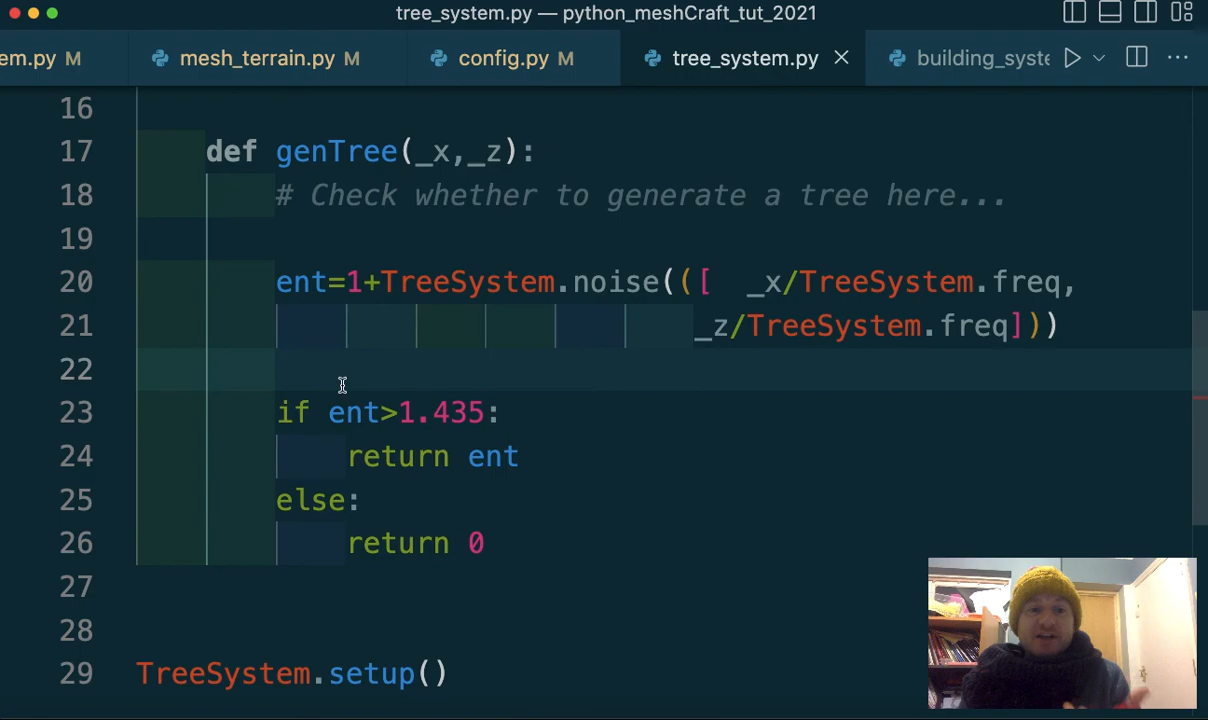 tree_system.py — python_meshCraft_tut_2021
em.py M
mesh_terrain.py M
config.py M
tree_system.py
building_syste
16
17 def genTree(_x,_z):
18 # Check whether to generate a tree here...
19
20 ent=1+TreeSystem.noise(([ _x/TreeSystem.freq,
21 _z/TreeSystem.freq]))
22
23 if ent>1.435:
24 return ent
25 else:
26 return 0
27
28
29 TreeSystem.setup()